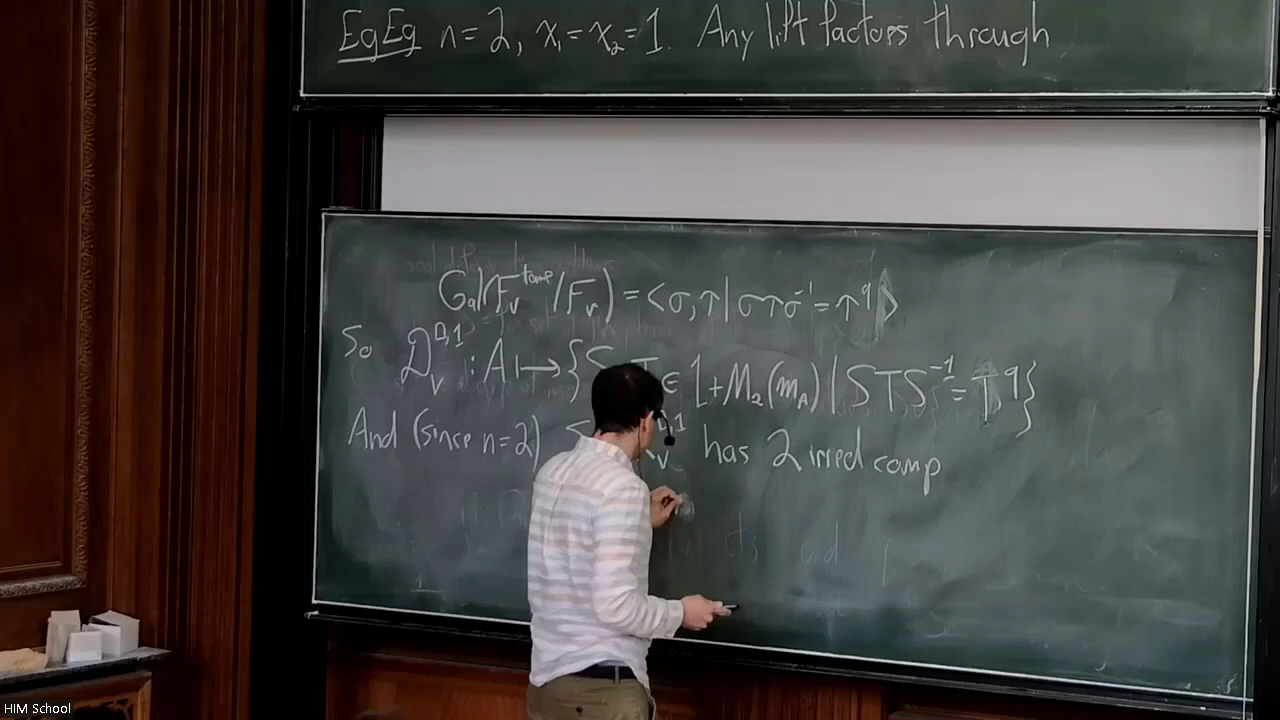 EgEg n=2, x₁=x₂=1. Any lift factors through
Gal(F_v^tame/F_v) = <σ,τ | στσ⁻¹=τ^q>
So D_v^{□,1} : A ↦ {S, T ∈ 1+M₂(m_A) | STS⁻¹=T^q}
And (since n=2) has 2 irred comp
HIM School